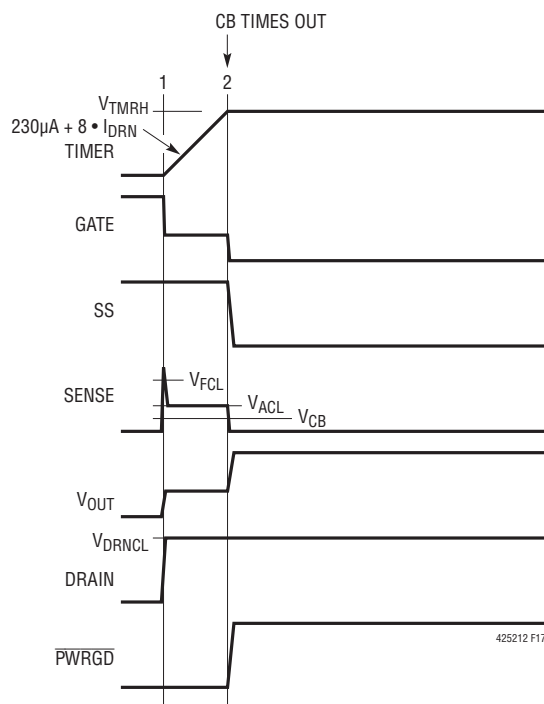 CB TIMES OUT
1 2
VTMRH
230µA + 8 • IDRN
TIMER
GATE
SS
VFCL
SENSE
VACL
VCB
VOUT
VDRNCL
DRAIN
425212 F17
PWRGD